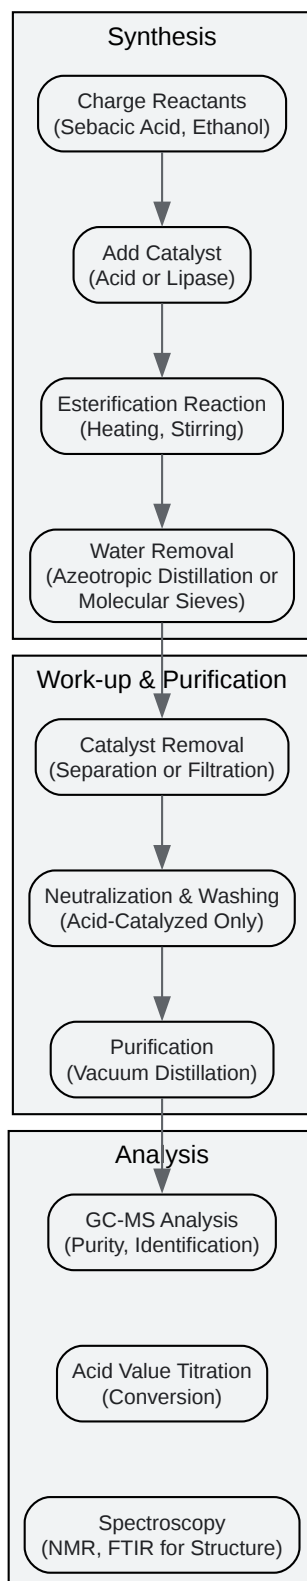 Synthesis
Charge Reactants
(Sebacic Acid, Ethanol)
Add Catalyst
(Acid or Lipase)
Esterification Reaction
(Heating, Stirring)
Water Removal
(Azeotropic Distillation or
Molecular Sieves)
Work-up & Purification
Catalyst Removal
(Separation or Filtration)
Neutralization & Washing
(Acid-Catalyzed Only)
Purification
(Vacuum Distillation)
Analysis
GC-MS Analysis
(Purity, Identification)
Acid Value Titration
(Conversion)
Spectroscopy
(NMR, FTIR for Structure)